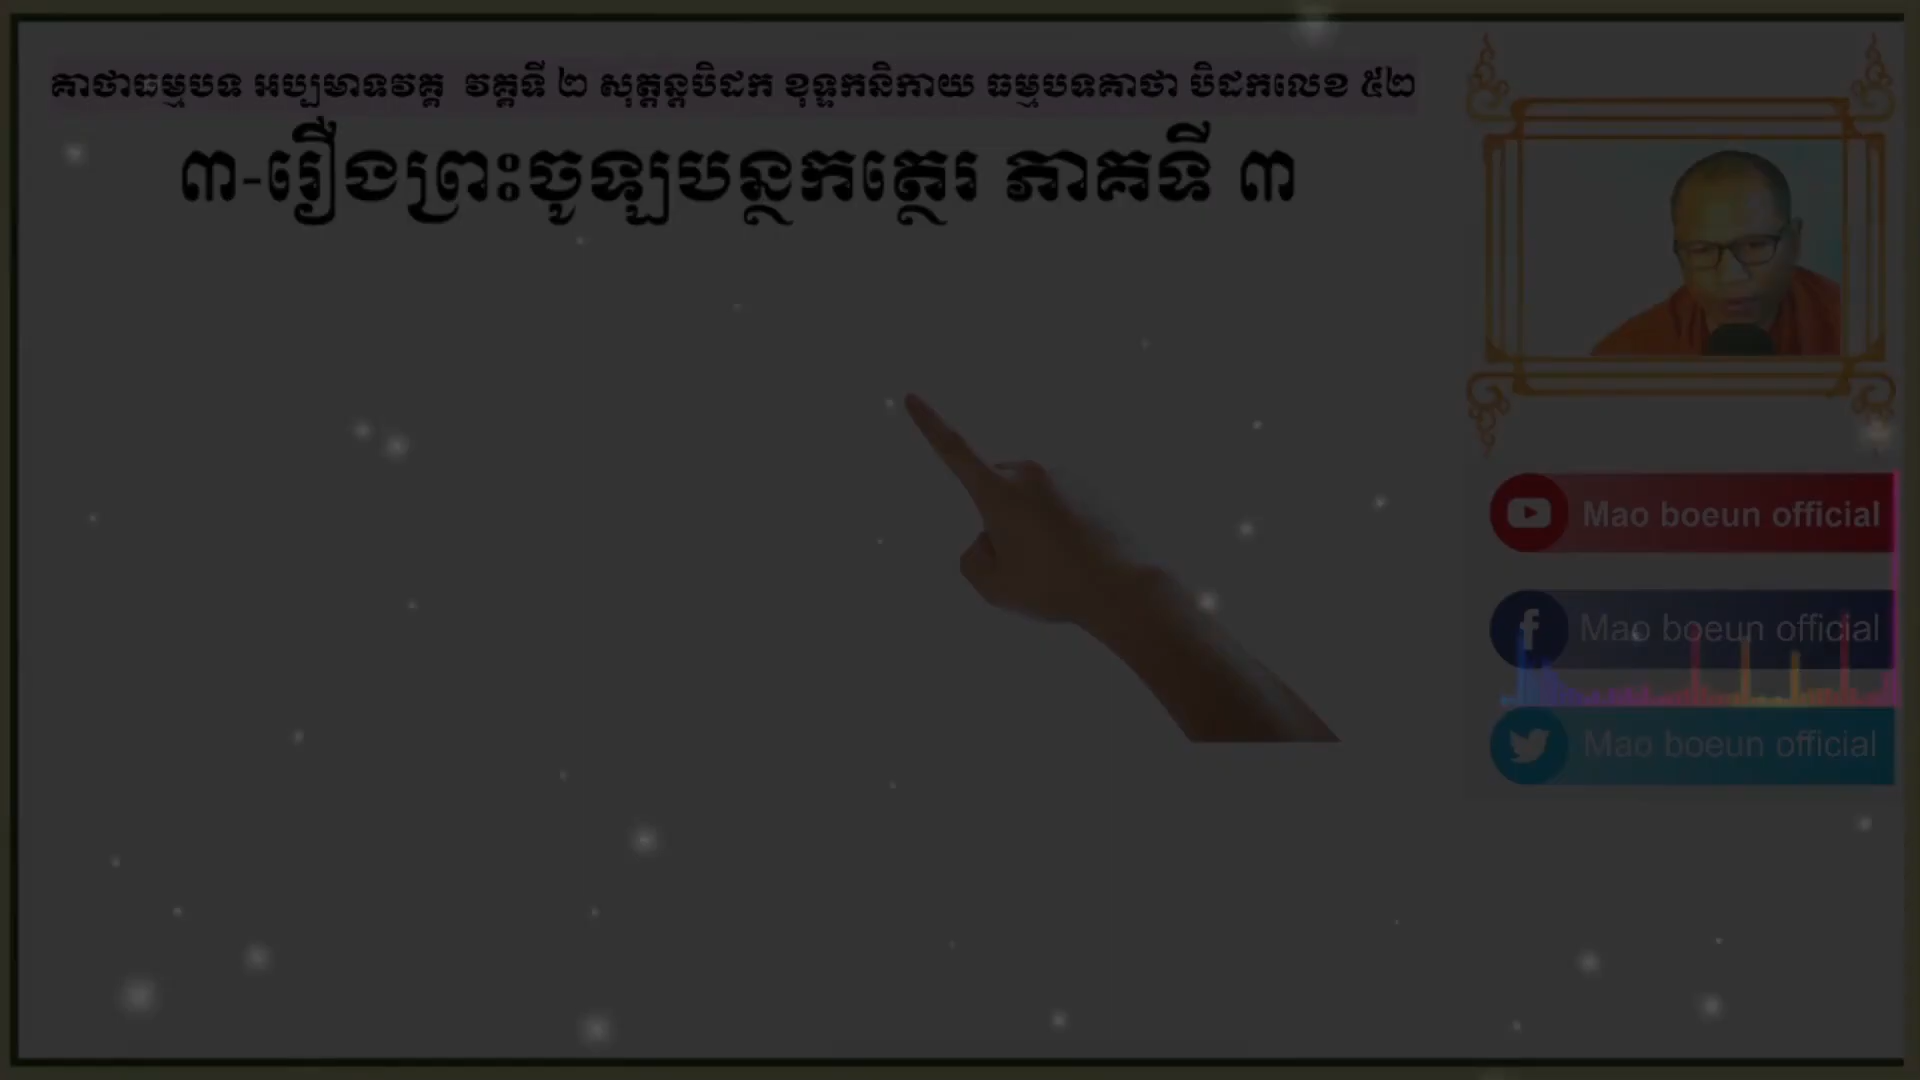 គាថាធម្មបទ អប្បមាទវគ្គ វគ្គទី ២ សុត្តន្តបិដក ខុទ្ទកនិកាយ ធម្មបទគាថា បិដកលេខ ៥២
៣-រឿងព្រះចូឡបន្ថកត្ថេរ ភាគទី ៣
Mao boeun official
Mao boeun official
Mao boeun official